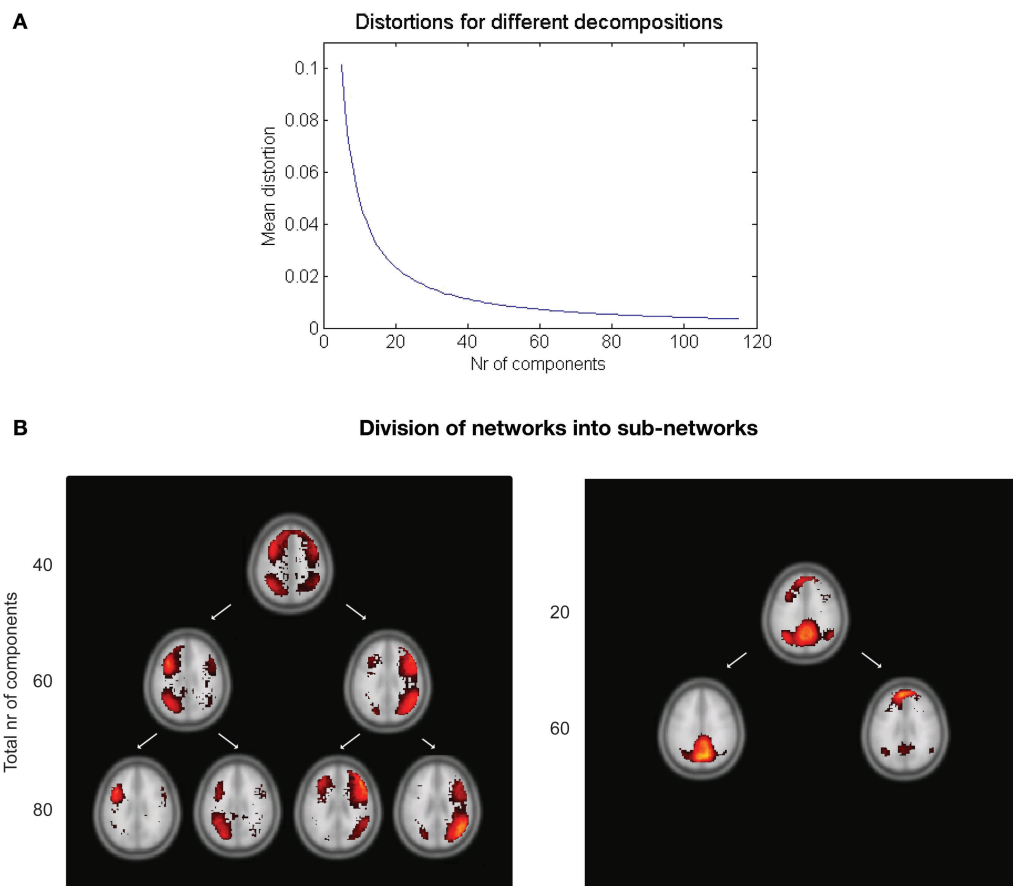 A
Distortions for different decompositions
0.1
0.08
0.06
0.04
0.02
0
Mean distortion
0 20 40 60 80 100 120
Nr of components
B
Division of networks into sub-networks
Total nr of components
40
60
80
20
60